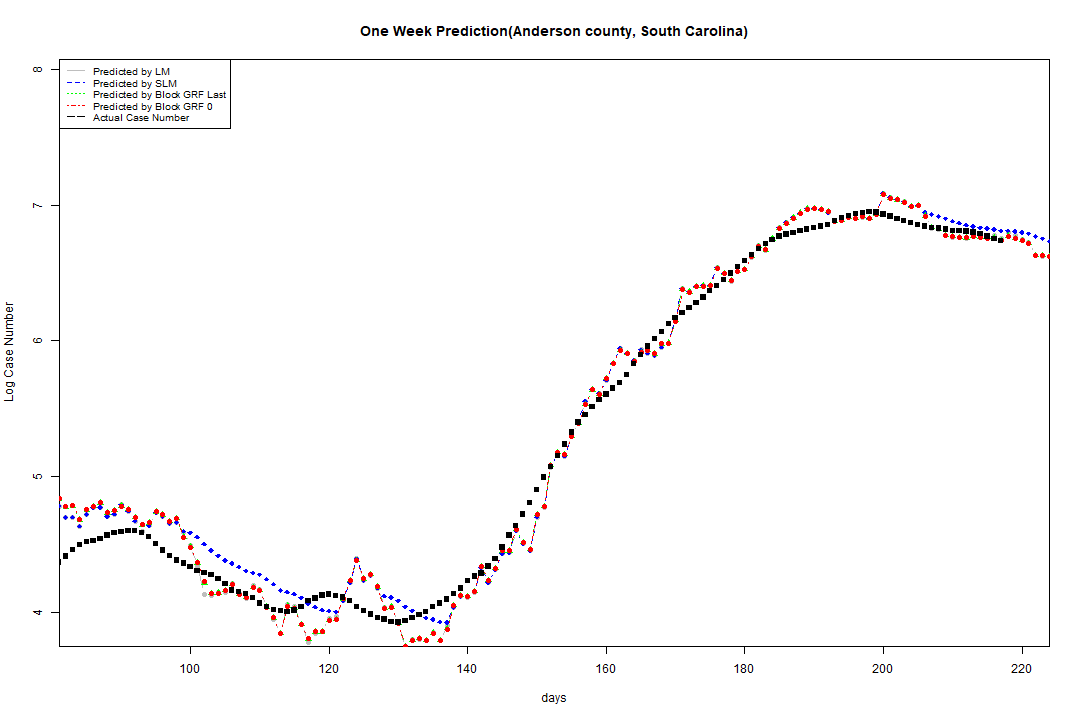 One Week Prediction(Anderson county, South Carolina)
Predicted by LM
Predicted by SLM
Predicted by Block GRF Last
Predicted by Block GRF 0
Actual Case Number
8
7
6
5
4
Log Case Number
100 120 140 160 180 200 220
days